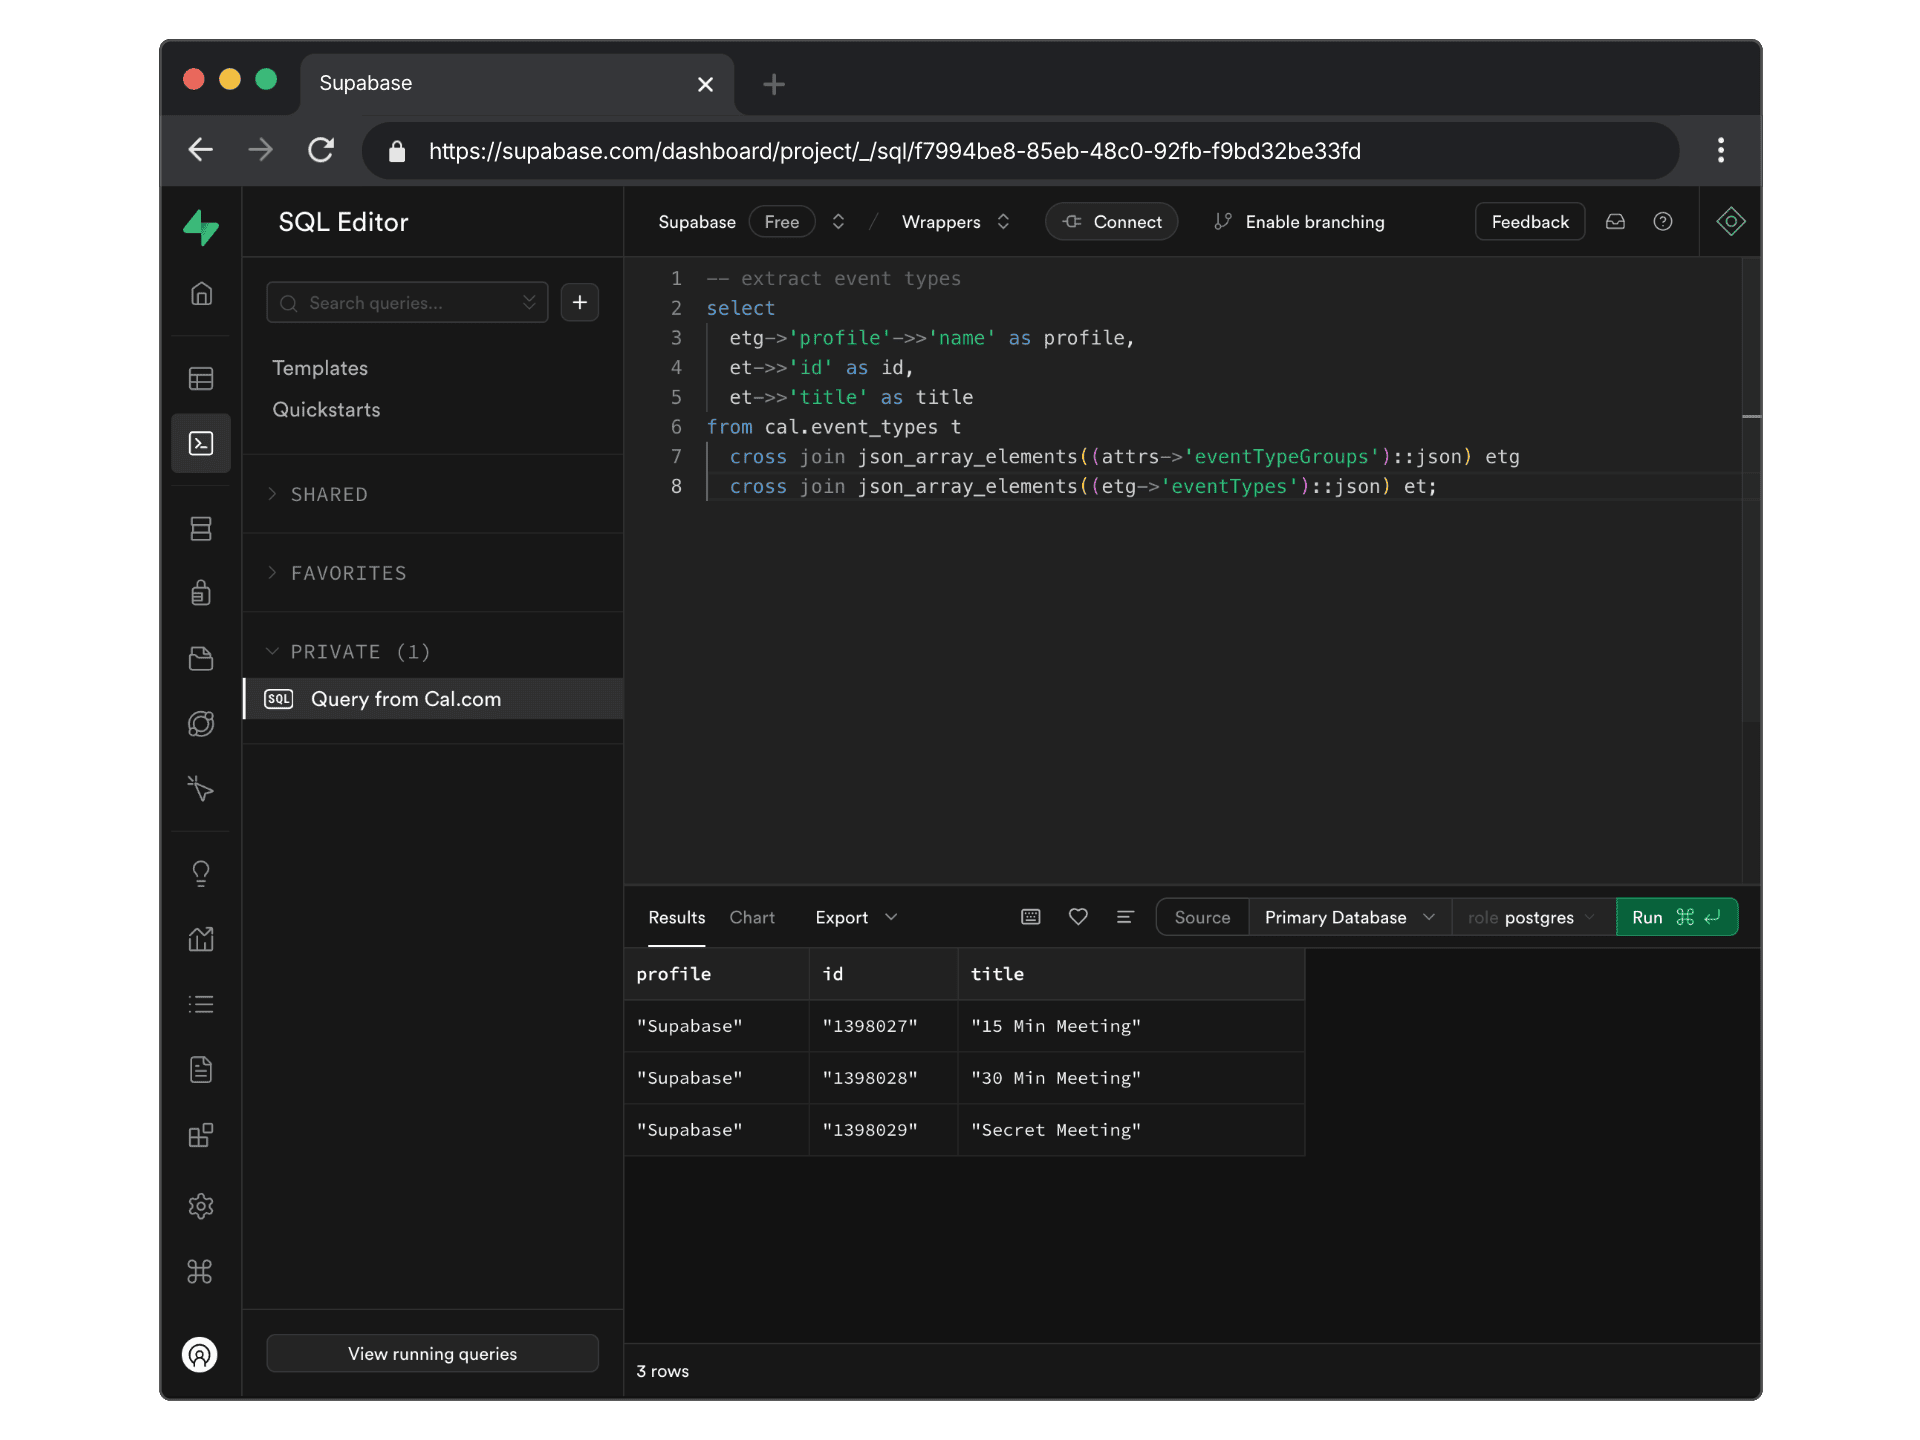 Supabase
https://supabase.com/dashboard/project/_/sql/f7994be8-85eb-48c0-92fb-f9bd32be33fd
SQL Editor
Supabase Free / Wrappers Connect Enable branching Feedback
Search queries...
Templates
Quickstarts
SHARED
FAVORITES
PRIVATE (1)
SQL Query from Cal.com
View running queries
1 -- extract event types
2 select
3 etg->'profile'->>'name' as profile,
4 et->>'id' as id,
5 et->>'title' as title
6 from cal.event_types t
7 cross join json_array_elements((attrs->'eventTypeGroups')::json) etg
8 cross join json_array_elements((etg->'eventTypes')::json) et;
Results Chart Export Source Primary Database role postgres Run ⌘ ↵
profile id title
"Supabase" "1398027" "15 Min Meeting"
"Supabase" "1398028" "30 Min Meeting"
"Supabase" "1398029" "Secret Meeting"
3 rows